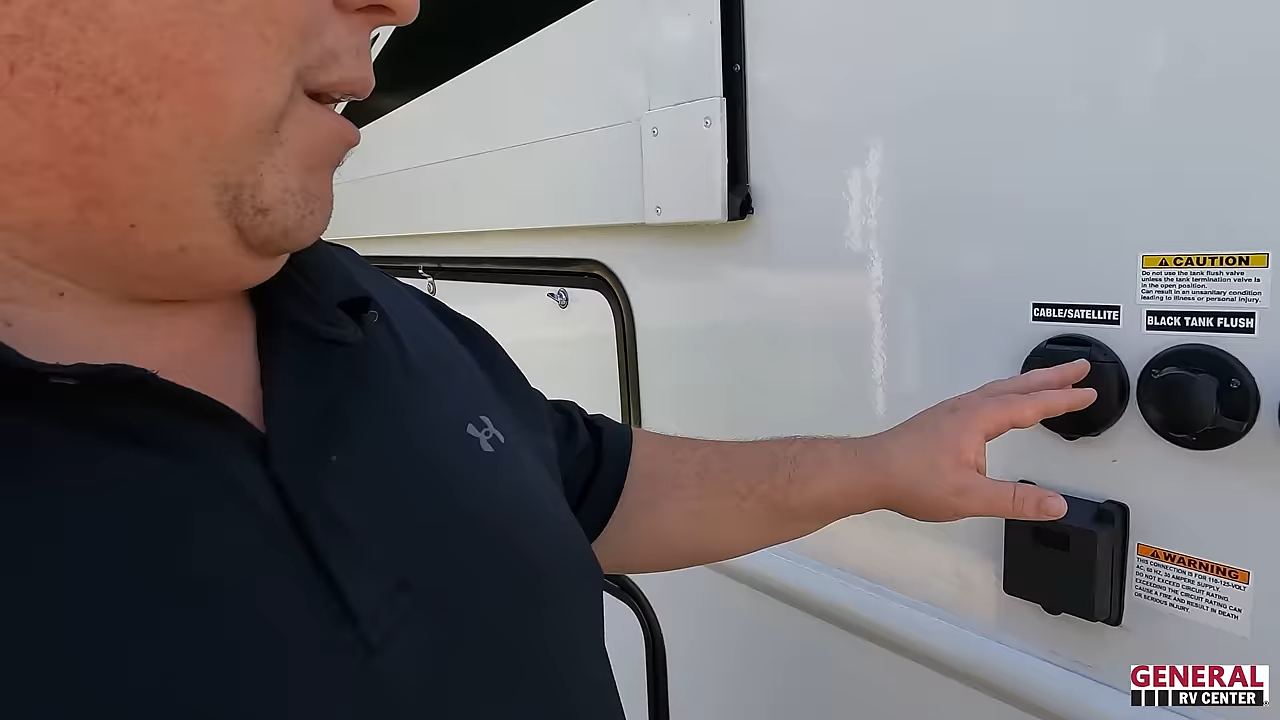 CAUTION
Do not use the tank flush valve
unless the tank termination valve is
in the open position.
Can result in an unsanitary condition
leading to illness or personal injury.
CABLE/SATELLITE
BLACK TANK FLUSH
WARNING
THIS CONNECTION IS FOR 110-125-VOLT
AC, 60 HZ, 30 AMPERE SUPPLY.
DO NOT EXCEED CIRCUIT RATING.
EXCEEDING THE CIRCUIT RATING CAN
CAUSE A FIRE AND RESULT IN DEATH
OR SERIOUS INJURY.
GENERAL
RV CENTER